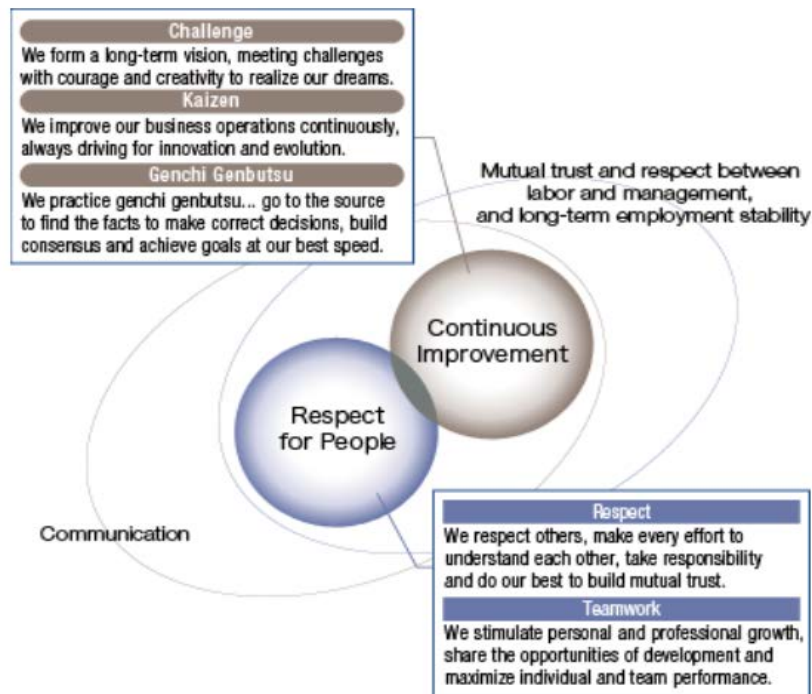 Challenge
We form a long-term vision, meeting challenges
with courage and creativity to realize our dreams.
Kaizen
We improve our business operations continuously,
always driving for innovation and evolution.
Genchi Genbutsu
We practice genchi genbutsu... go to the source
to find the facts to make correct decisions, build
consensus and achieve goals at our best speed.
Mutual trust and respect between
labor and management,
and long-term employment stability
Continuous
Improvement
Respect
for People
Communication
Respect
We respect others, make every effort to
understand each other, take responsibility
and do our best to build mutual trust.
Teamwork
We stimulate personal and professional growth,
share the opportunities of development and
maximize individual and team performance.